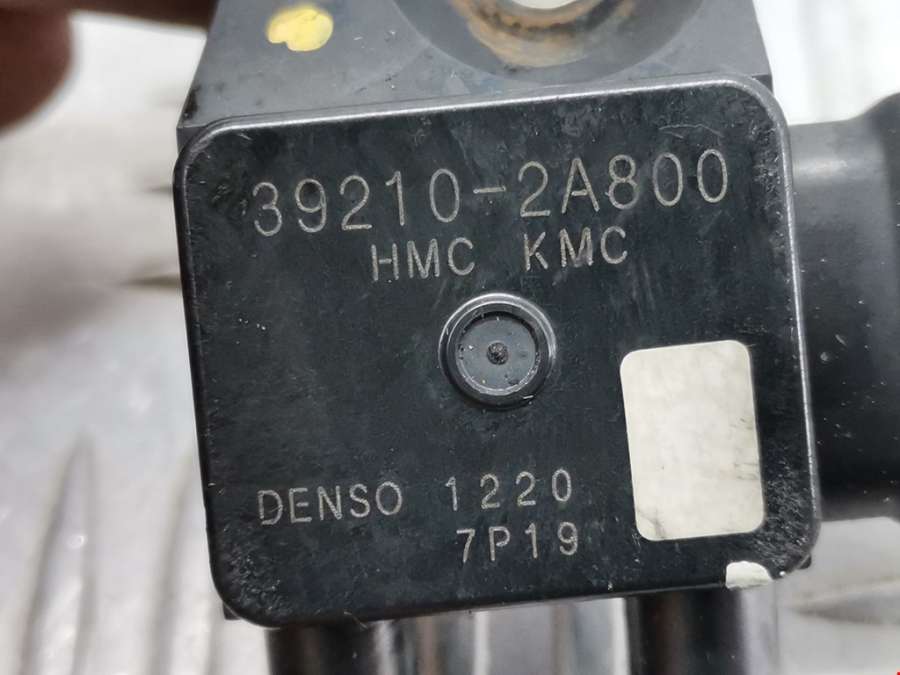 39210-2A800
HMC KMC
DENSO 1220
7P19